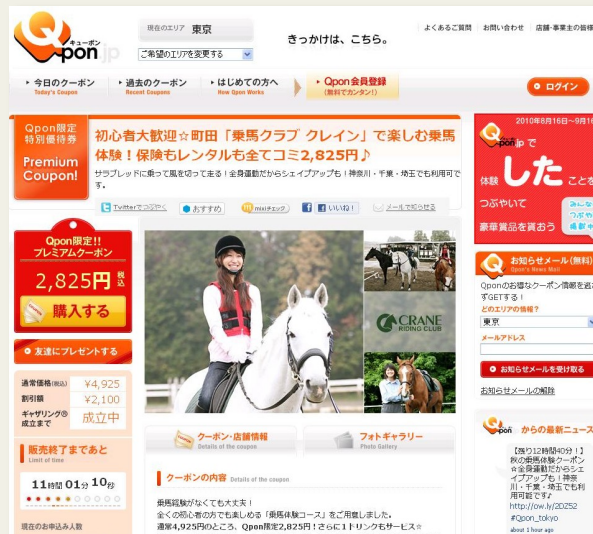 Qpon.jp
キューポン
現在のエリア 東京
ご希望のエリアを変更する
きっかけは、こちら。
よくあるご質問
お問い合わせ
店舗・事業主の皆様
今日のクーポン
Today's Coupon
過去のクーポン
Recent Coupons
はじめての方へ
How Qpon Works
Qpon会員登録
(無料でカンタン!)
ログイン
Qpon限定
特別優待券
Premium
Coupon!
初心者大歓迎☆町田「乗馬クラブ クレイン」で楽しむ乗馬
体験!保険もレンタルも全てコミ2,825円♪
サラブレッドに乗って風を切って走る!全身運動だからシェイプアップも!神奈川・千葉・埼玉でも利用可で
す。
Twitterでつぶやく
おすすめ
mixiチェック
いいね!
メールで知らせる
Qpon限定!!
プレミアムクーポン
2,825円 税込
購入する
友達にプレゼントする
通常価格(税込) ¥4,925
割引額 ¥2,100
ギャザリング®
成立まで 成立中
販売終了まであと
Limit of time
11時間 01分 10秒
現在のお申込み人数
CRANE
RIDING CLUB
クーポン・店舗情報
Details of the coupon
フォトギャラリー
Photo Gallery
クーポンの内容 Details of the coupon
乗馬経験がなくても大丈夫!
全くの初心者の方でも楽しめる「乗馬体験コース」をご用意しました。
通常4,925円のところ、Qpon限定2,825円!さらに1ドリンクもサービス☆
2010年8月16日~9月16
Qpon.jp で
体験 した ことを
つぶやいて
豪華賞品を貰おう
みんな
つぶや
掲載中
お知らせメール(無料)
Qpon's News Mail
Qponのお得なクーポン情報を逃
ずGETする!
どのエリアの情報?
東京
メールアドレス
お知らせメールを受け取る
お知らせメールの解除
Qpon からの最新ニュース
【残り12時間40分!】
秋の乗馬体験クーポン
☆全身運動だからシェ
イプアップも!神奈
川・千葉・埼玉でも利
用可能です♪
http://ow.ly/2DZ52
#Qpon_tokyo
about 1 hour ago